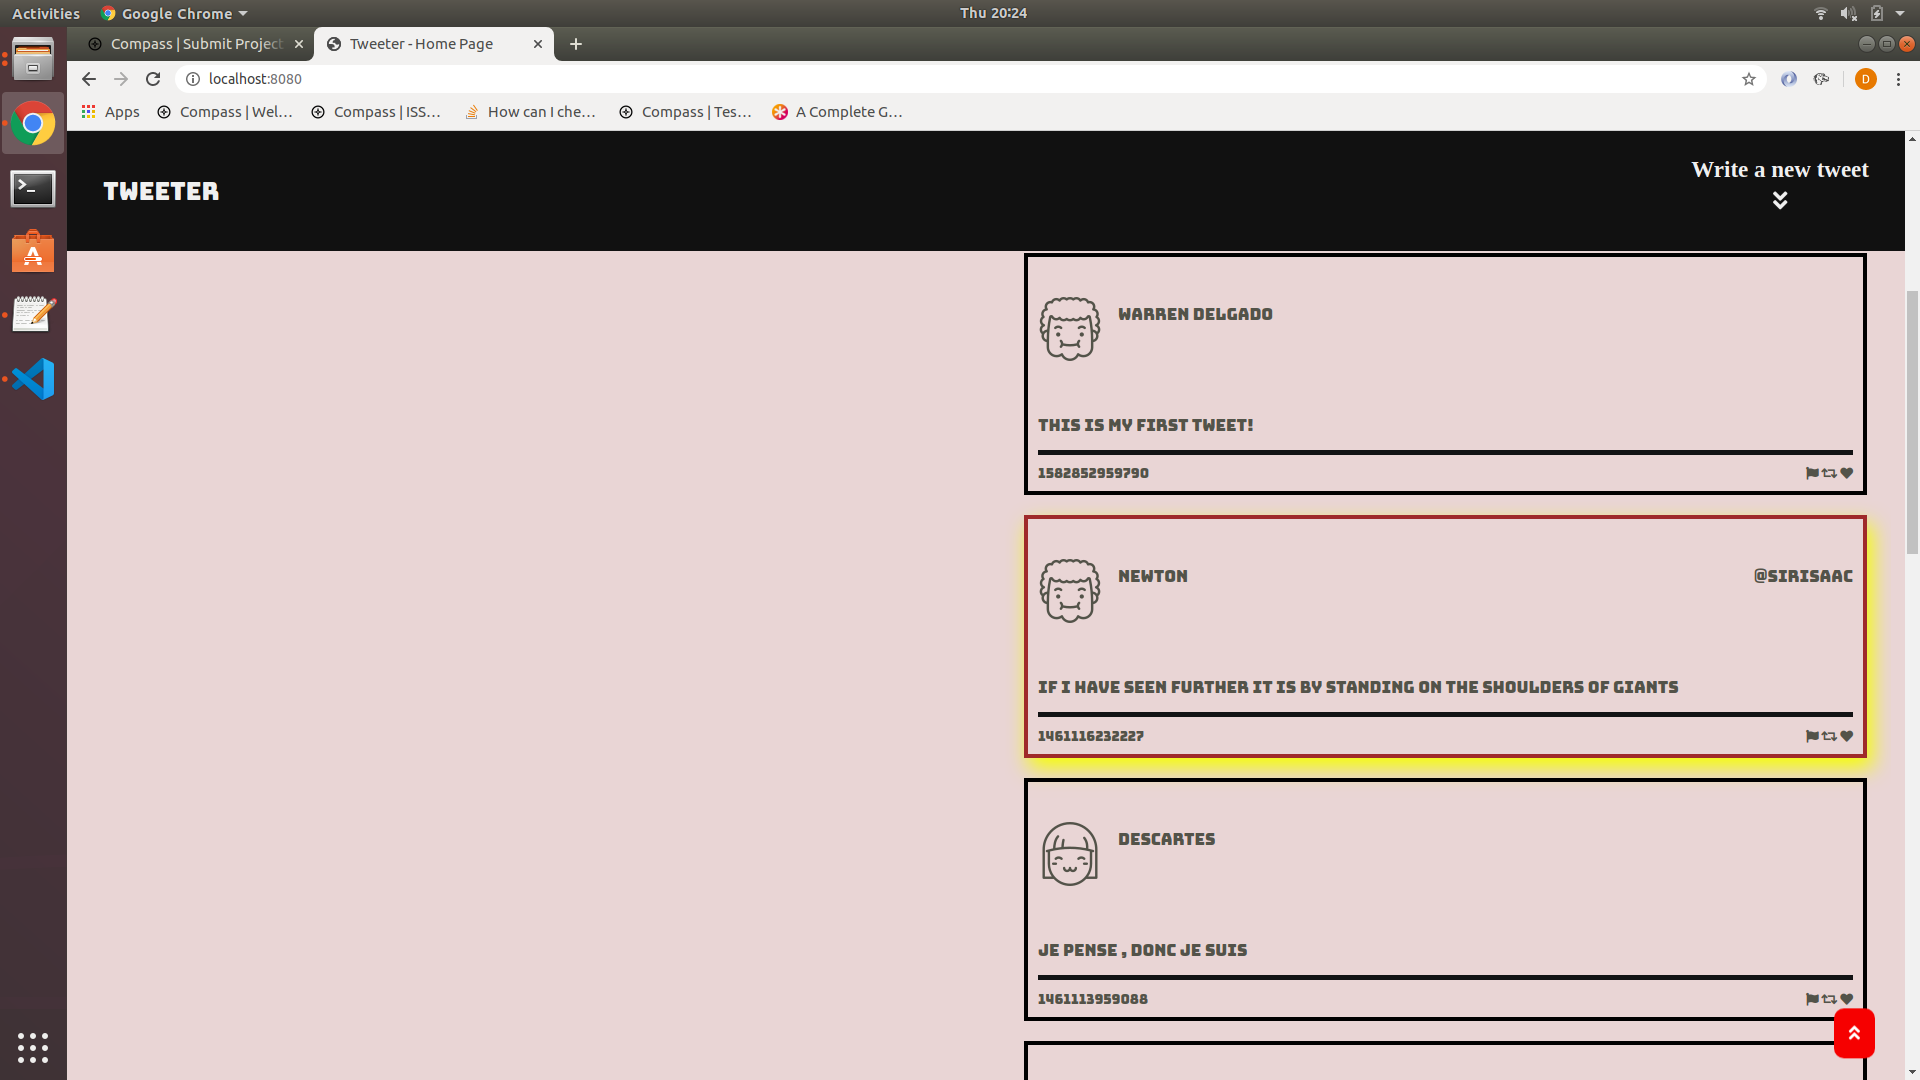 Activities Google Chrome Thu 20:24
Compass | Submit Project Tweeter - Home Page
localhost:8080 D
Apps Compass | Wel... Compass | ISS... How can I che... Compass | Tes... A Complete G...
TWEETER Write a new tweet
WARREN DELGADO
THIS IS MY FIRST TWEET!
1582852959790
NEWTON @SIRISAAC
IF I HAVE SEEN FURTHER IT IS BY STANDING ON THE SHOULDERS OF GIANTS
1461116232227
DESCARTES
JE PENSE , DONC JE SUIS
1461113959088